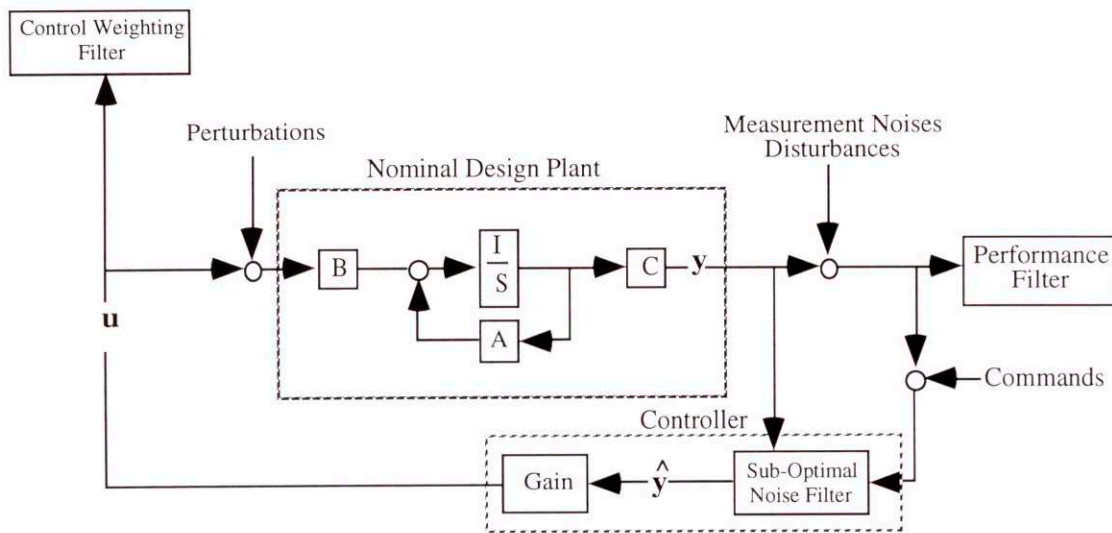 Control Weighting
Filter
Perturbations
Measurement Noises
Disturbances
Nominal Design Plant
B
I
S
C
y
Performance
Filter
A
u
Commands
Controller
Gain
ŷ
Sub-Optimal
Noise Filter